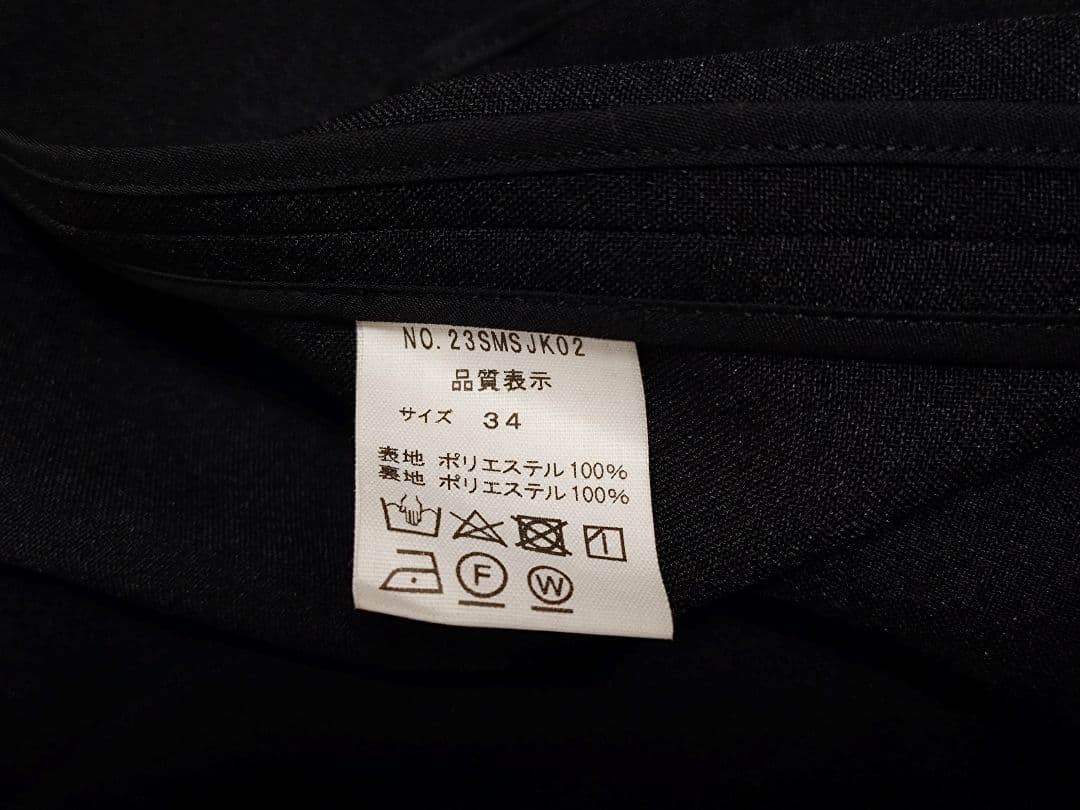 NO.23SMSJK02
品質表示
サイズ 34
表地 ポリエステル100%
裏地 ポリエステル100%
F W